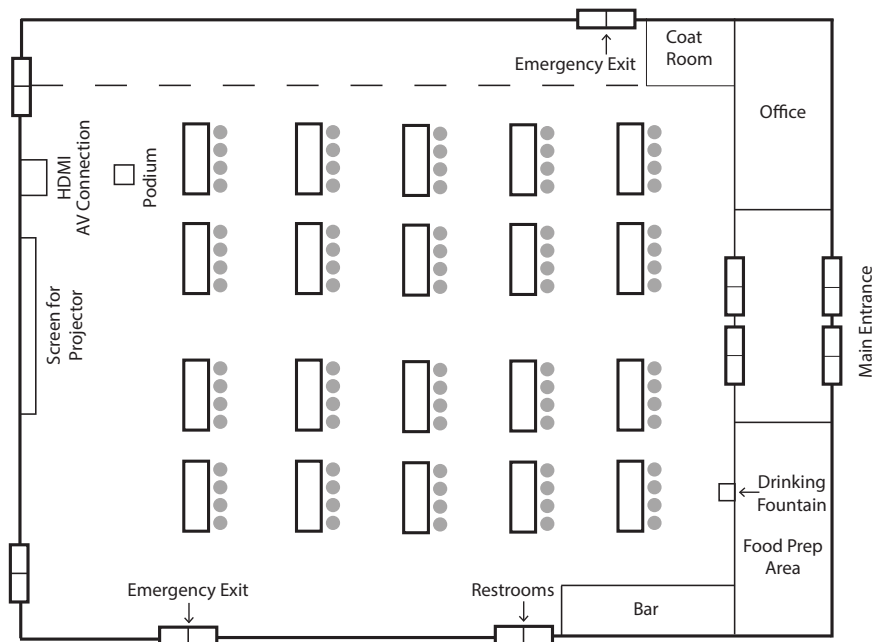 Coat
Room
Emergency Exit
Office
HDMI
AV Connection
Podium
Screen for
Projector
Main Entrance
Drinking
Fountain
Food Prep
Area
Emergency Exit
Restrooms
Bar